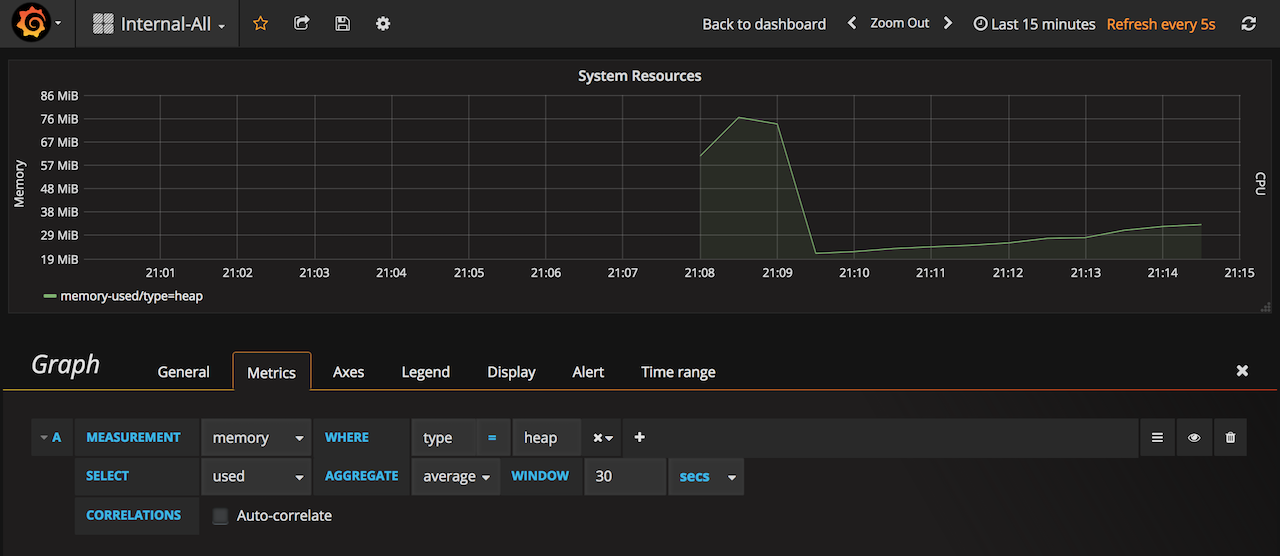 Internal-All
Back to dashboard Zoom Out Last 15 minutes Refresh every 5s
System Resources
86 MiB
76 MiB
67 MiB
57 MiB
48 MiB
38 MiB
29 MiB
19 MiB
Memory
CPU
21:01 21:02 21:03 21:04 21:05 21:06 21:07 21:08 21:09 21:10 21:11 21:12 21:13 21:14 21:15
memory-used/type=heap
Graph General Metrics Axes Legend Display Alert Time range
A MEASUREMENT memory WHERE type = heap
SELECT used AGGREGATE average WINDOW 30 secs
CORRELATIONS Auto-correlate